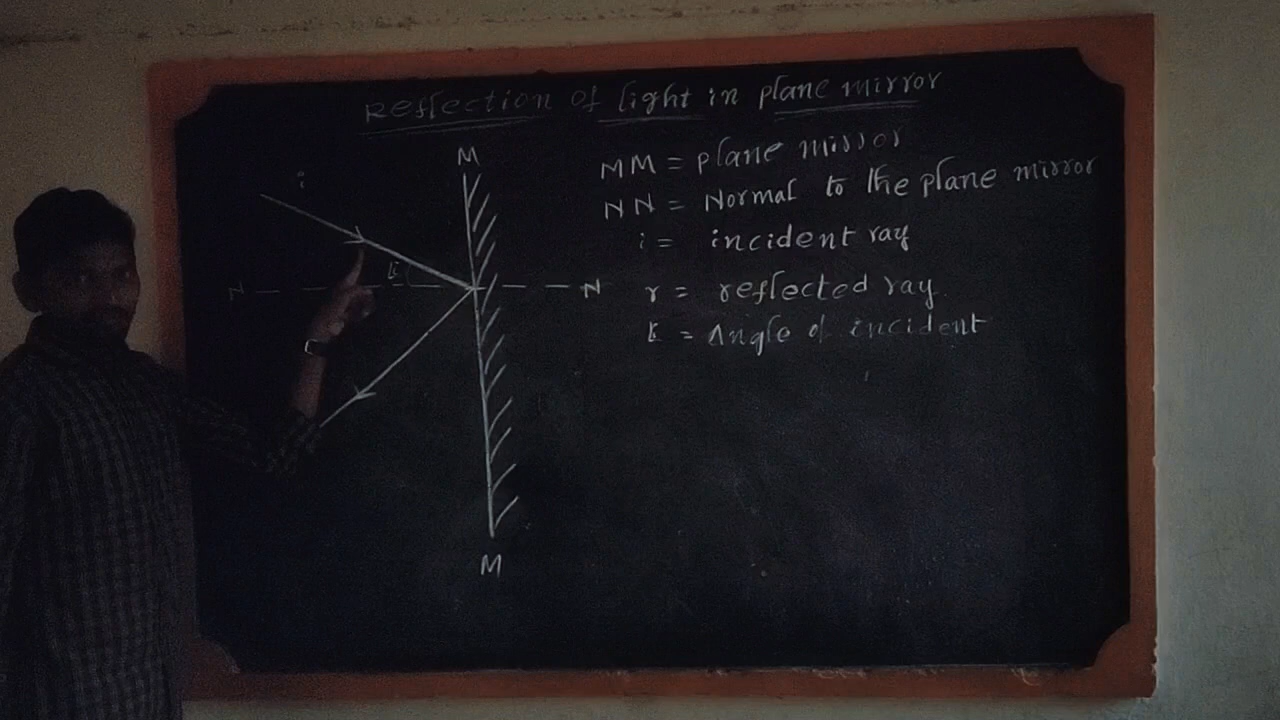 Reflection of light in plane mirror
M
MM = plane mirror
NN = Normal to the plane mirror
i
i = incident ray
N
N
r = reflected ray
= Angle of incident
M